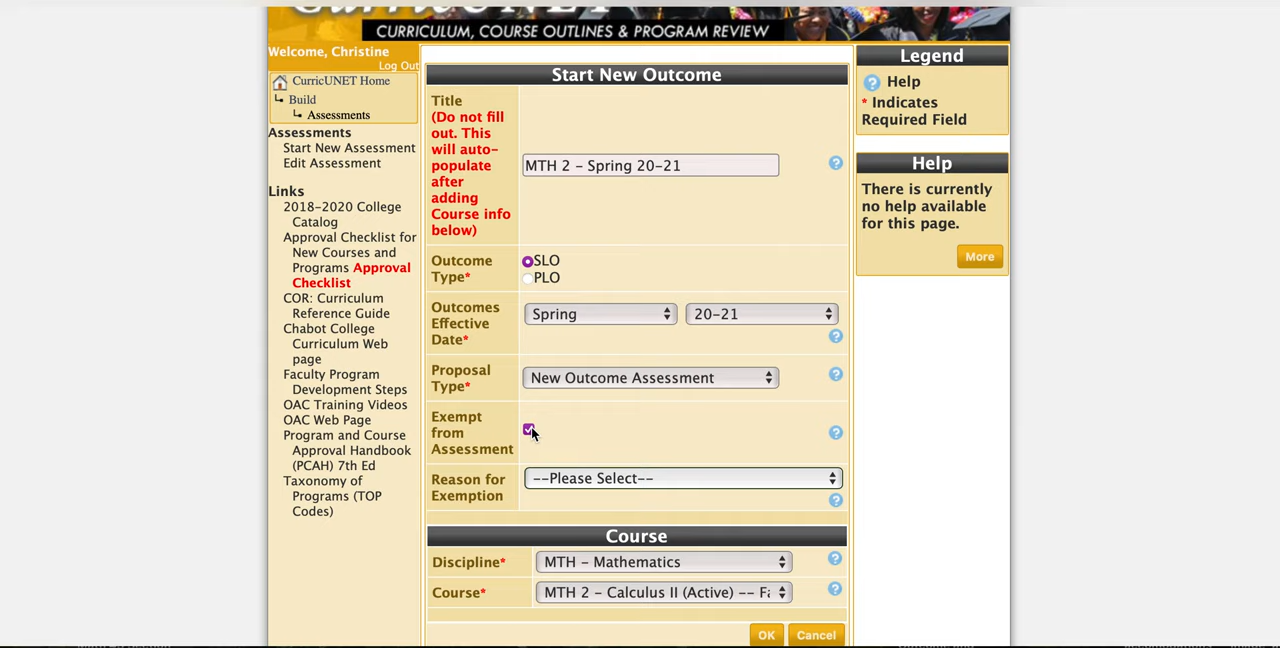 CurricUNET
CURRICULUM, COURSE OUTLINES & PROGRAM REVIEW
Welcome, Christine
Log Out
CurricUNET Home
Build
Assessments
Assessments
Start New Assessment
Edit Assessment
Links
2018-2020 College
Catalog
Approval Checklist for
New Courses and
Programs Approval
Checklist
COR: Curriculum
Reference Guide
Chabot College
Curriculum Web
page
Faculty Program
Development Steps
OAC Training Videos
OAC Web Page
Program and Course
Approval Handbook
(PCAH) 7th Ed
Taxonomy of
Programs (TOP
Codes)
Start New Outcome
Title
(Do not fill
out. This
will auto-
populate
after
adding
Course info
below)
MTH 2 - Spring 20-21
?
Outcome
Type*
SLO
PLO
Outcomes
Effective
Date*
Spring
20-21
?
Proposal
Type*
New Outcome Assessment
?
Exempt
from
Assessment
?
Reason for
Exemption
--Please Select--
?
Course
Discipline*
MTH - Mathematics
?
Course*
MTH 2 - Calculus II (Active) -- Fa
?
OK
Cancel
Legend
? Help
* Indicates
Required Field
Help
There is currently
no help available
for this page.
More